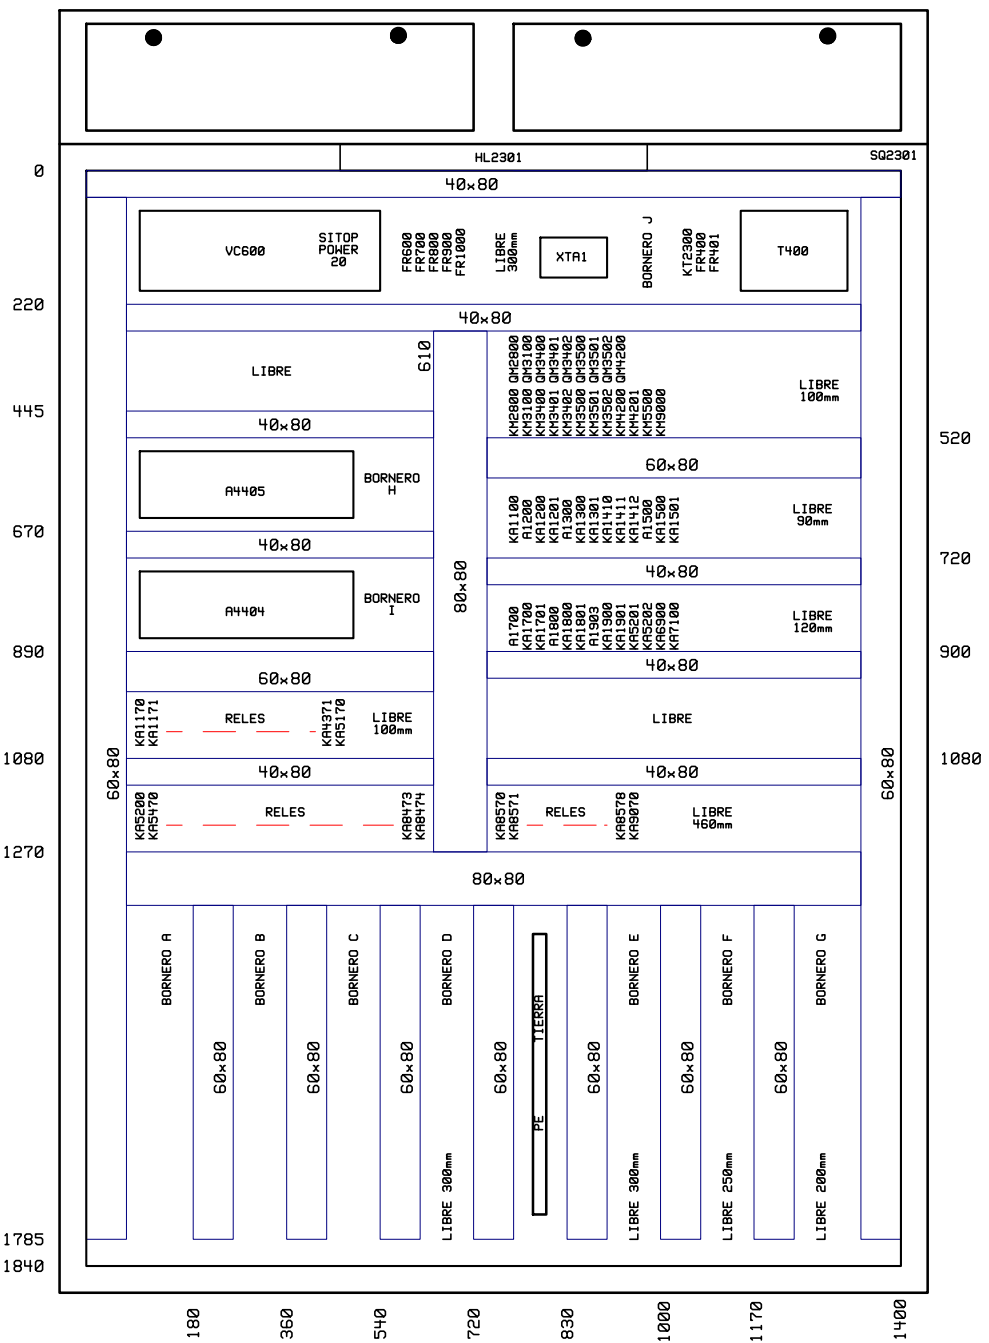 HL2301
SQ2301
0
40x80
VC600
SITOP
POWER
20
FR600
FR700
FR800
FR900
FR1000
LIBRE
300mm
XTA1
BORNERO J
KT2300
FR400
FR401
T400
220
40x80
LIBRE
610
KM2800 QM2800
KM3100 QM3100
KM3400 QM3400
KM3401 QM3401
KM3402 QM3402
KM3500 QM3500
KM3501 QM3501
KM3502 QM3502
KM4200 QM4200
KM4201
KM5500
KM9000
LIBRE
100mm
445
40x80
520
60x80
A4405
BORNERO
H
KA1100
A1200
KA1200
KA1201
A1300
KA1300
KA1301
KA1410
KA1411
KA1412
A1500
KA1500
KA1501
LIBRE
90mm
670
40x80
720
40x80
80x80
A4404
BORNERO
I
A1700
KA1700
KA1701
A1800
KA1800
KA1801
A1903
KA1900
KA1901
KA5201
KA5202
KA6900
KA7100
LIBRE
120mm
890
60x80
900
40x80
KA1170
KA1171
RELES
KA4371
KA5170
LIBRE
100mm
LIBRE
60x80
60x80
1080
40x80
1080
40x80
KA5200
KA5470
RELES
KA8473
KA8474
KA8570
KA8571
RELES
KA8578
KA9070
LIBRE
460mm
1270
80x80
BORNERO A
60x80
BORNERO B
60x80
BORNERO C
60x80
BORNERO D
LIBRE 300mm
60x80
TIERRA
PE
60x80
BORNERO E
LIBRE 300mm
60x80
BORNERO F
LIBRE 250mm
60x80
BORNERO G
LIBRE 200mm
1785
1840
180
360
540
720
830
1000
1170
1400